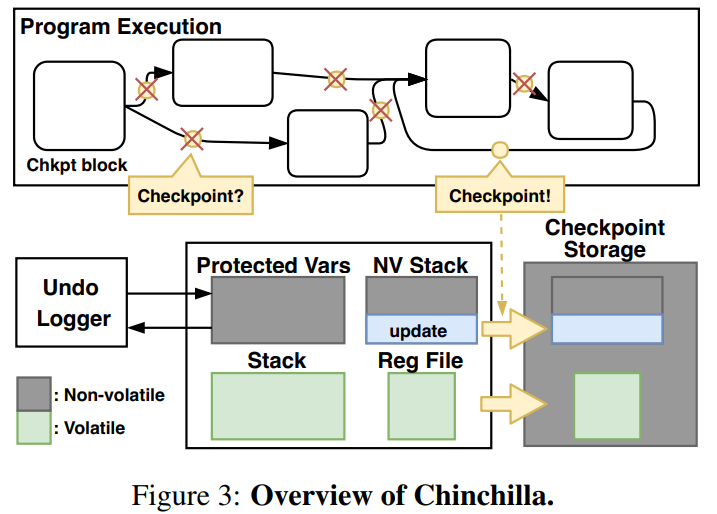 Program Execution
Chkpt block
Checkpoint?
Checkpoint!
Checkpoint
Storage
Protected Vars
NV Stack
Undo
Logger
update
Stack
Reg File
: Non-volatile
: Volatile
Figure 3: Overview of Chinchilla.